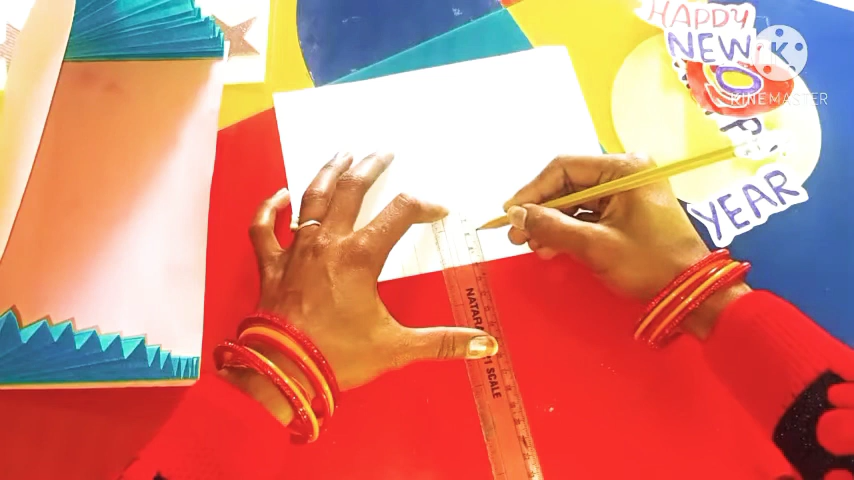 HAPPY
NEW
YEAR
K
KINEMASTER
NATARAJ
SCALE